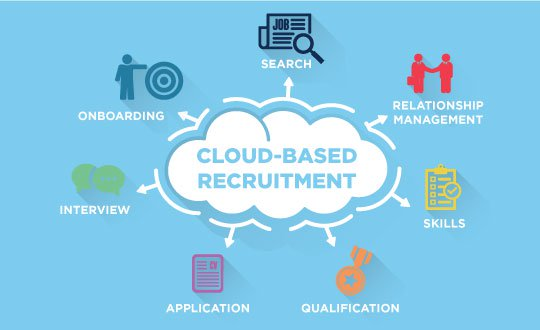 JOB
SEARCH
ONBOARDING
RELATIONSHIP
MANAGEMENT
CLOUD-BASED
RECRUITMENT
INTERVIEW
SKILLS
CV
APPLICATION
QUALIFICATION